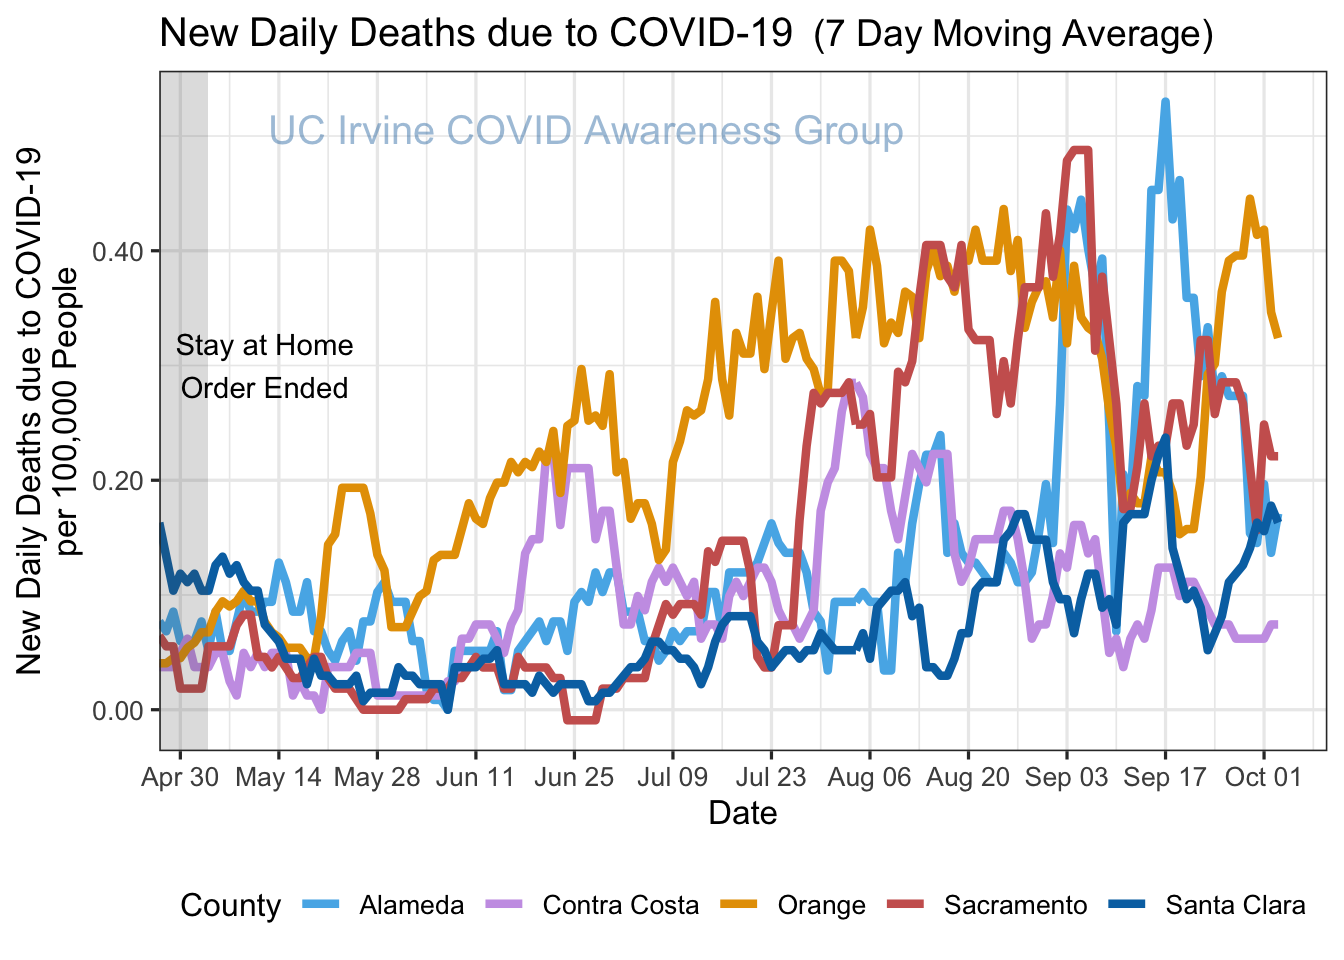 New Daily Deaths due to COVID-19  (7 Day Moving Average)
UC Irvine COVID Awareness Group
New Daily Deaths due to COVID-19
per 100,000 People
0.40
0.20
0.00
Stay at Home
Order Ended
Apr 30 May 14 May 28 Jun 11 Jun 25 Jul 09 Jul 23 Aug 06 Aug 20 Sep 03 Sep 17 Oct 01
Date
County Alameda Contra Costa Orange Sacramento Santa Clara